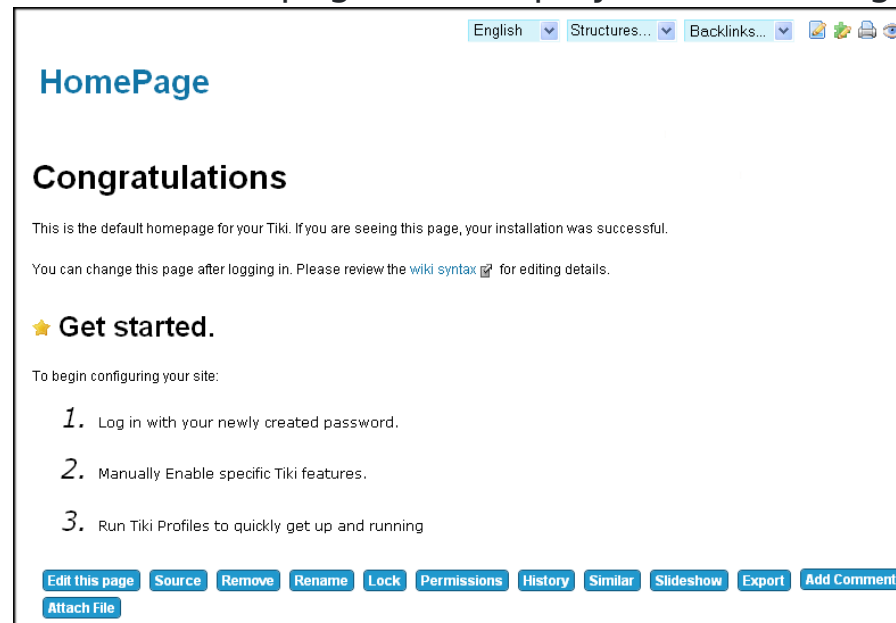 English Structures... Backlinks...
HomePage
Congratulations
This is the default homepage for your Tiki. If you are seeing this page, your installation was successful.
You can change this page after logging in. Please review the wiki syntax for editing details.
Get started.
To begin configuring your site:
1. Log in with your newly created password.
2. Manually Enable specific Tiki features.
3. Run Tiki Profiles to quickly get up and running
Edit this page Source Remove Rename Lock Permissions History Similar Slideshow Export Add Comment
Attach File